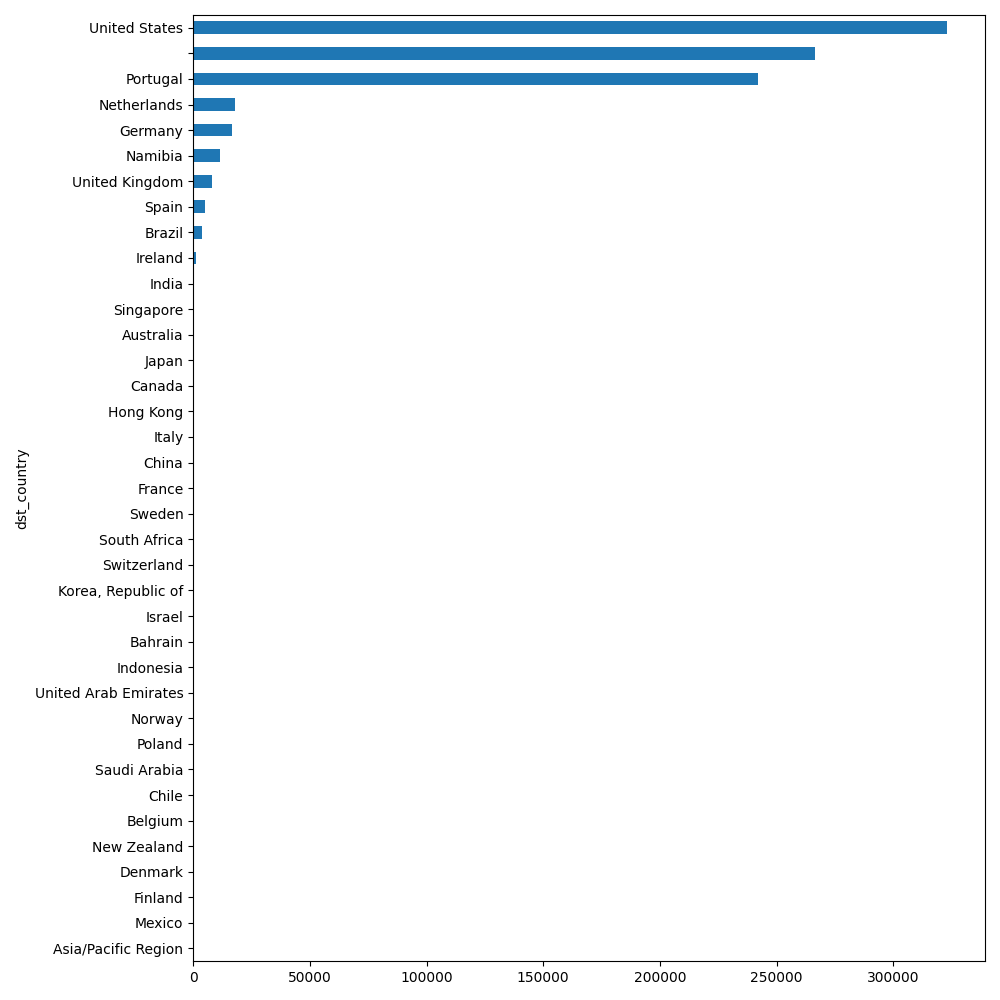 United States
Portugal
Netherlands
Germany
Namibia
United Kingdom
Spain
Brazil
Ireland
India
Singapore
Australia
Japan
Canada
Hong Kong
Italy
China
France
Sweden
South Africa
Switzerland
Korea, Republic of
Israel
Bahrain
Indonesia
United Arab Emirates
Norway
Poland
Saudi Arabia
Chile
Belgium
New Zealand
Denmark
Finland
Mexico
Asia/Pacific Region
dst_country
0 50000 100000 150000 200000 250000 300000